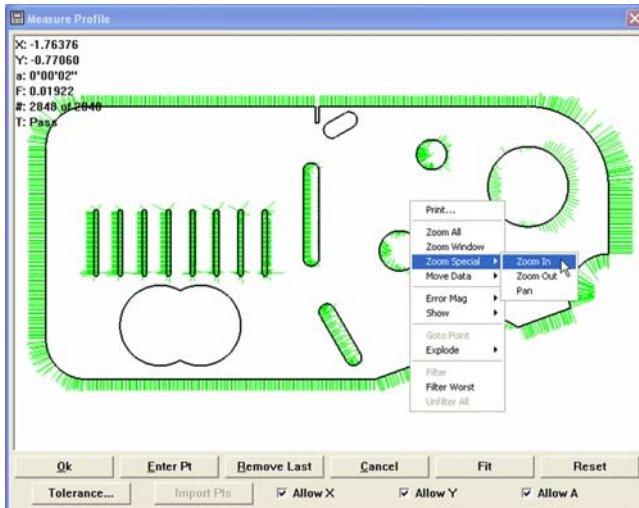 Measure Profile
X: -1.76376
Y: -0.77060
a: 0°00'02"
F: 0.01922
#: 2848 of 2848
T: Pass
Print...
Zoom All
Zoom Window
Zoom Special
Zoom In
Move Data
Zoom Out
Pan
Error Mag
Show
Goto Point
Explode
Filter
Filter Worst
Unfilter All
Ok Enter Pt Remove Last Cancel Fit Reset
Tolerance... Import Pts Allow X Allow Y Allow A